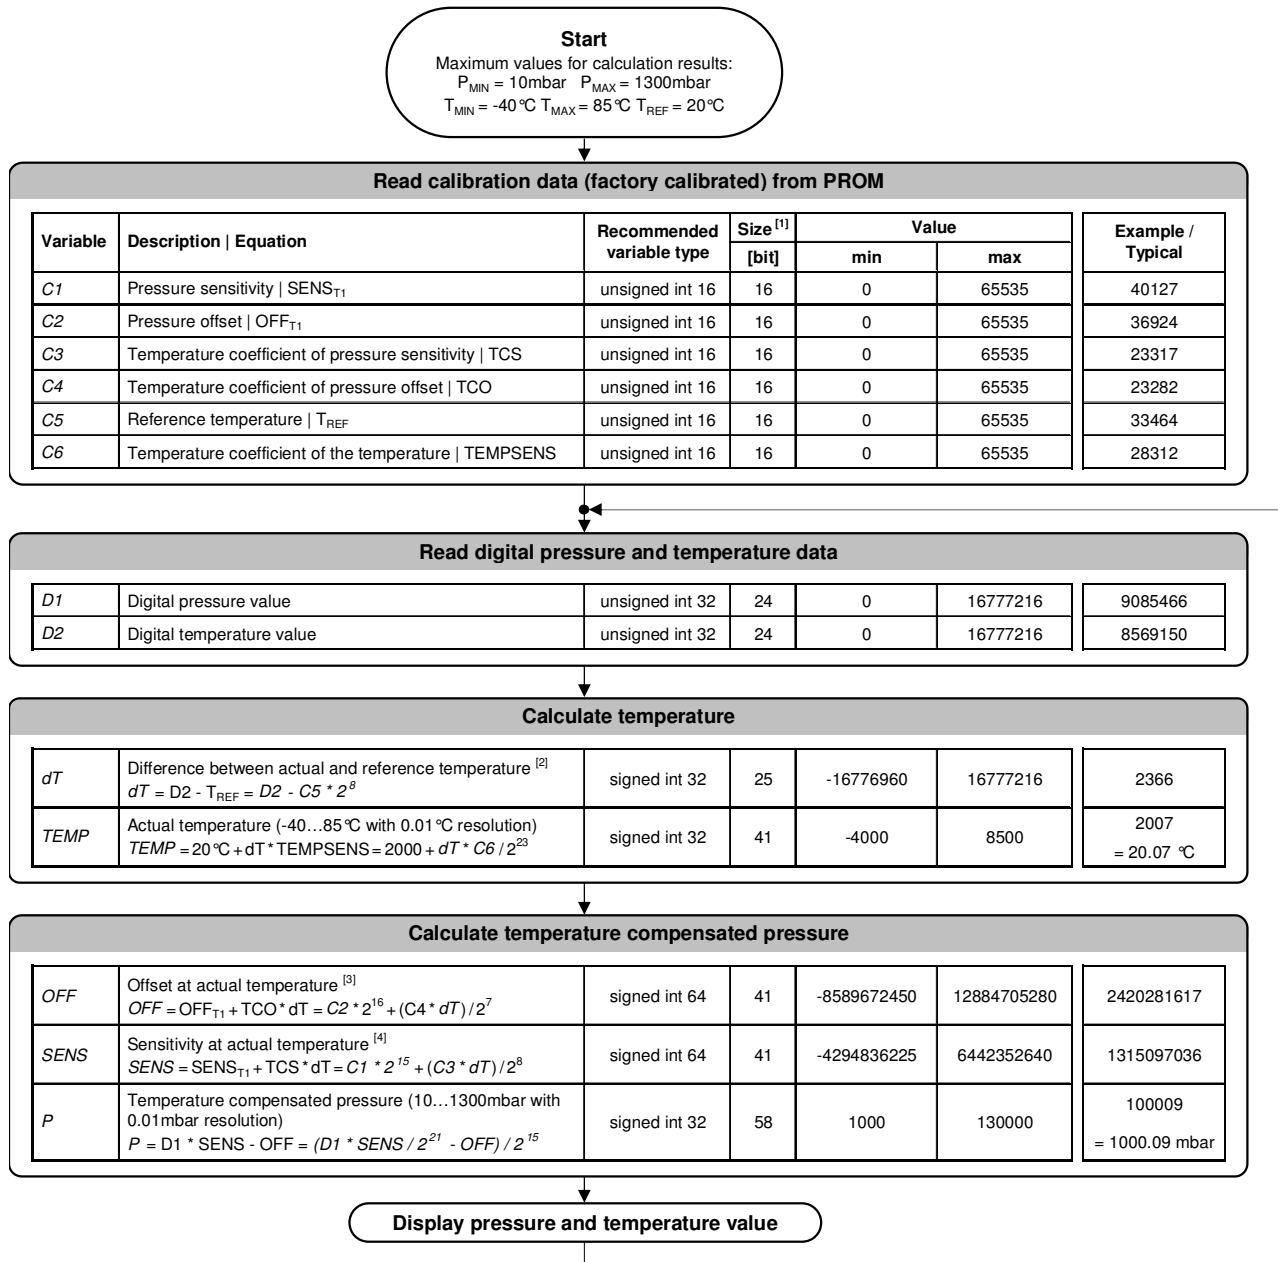 Start
Maximum values for calculation results:
P_MIN = 10mbar P_MAX = 1300mbar
T_MIN = -40°C T_MAX = 85°C T_REF = 20°C
Read calibration data (factory calibrated) from PROM
Variable Description | Equation Recommended variable type Size [1] [bit] Value min max Example / Typical
C1 Pressure sensitivity | SENS_T1 unsigned int 16 16 0 65535 40127
C2 Pressure offset | OFF_T1 unsigned int 16 16 0 65535 36924
C3 Temperature coefficient of pressure sensitivity | TCS unsigned int 16 16 0 65535 23317
C4 Temperature coefficient of pressure offset | TCO unsigned int 16 16 0 65535 23282
C5 Reference temperature | T_REF unsigned int 16 16 0 65535 33464
C6 Temperature coefficient of the temperature | TEMPSENS unsigned int 16 16 0 65535 28312
Read digital pressure and temperature data
D1 Digital pressure value unsigned int 32 24 0 16777216 9085466
D2 Digital temperature value unsigned int 32 24 0 16777216 8569150
Calculate temperature
dT Difference between actual and reference temperature [2]
dT = D2 - T_REF = D2 - C5 * 2^8 signed int 32 25 -16776960 16777216 2366
TEMP Actual temperature (-40…85°C with 0.01°C resolution)
TEMP = 20°C + dT * TEMPSENS = 2000 + dT * C6 / 2^23 signed int 32 41 -4000 8500 2007
= 20.07 °C
Calculate temperature compensated pressure
OFF Offset at actual temperature [3]
OFF = OFF_T1 + TCO * dT = C2 * 2^16 + (C4 * dT) / 2^7 signed int 64 41 -8589672450 12884705280 2420281617
SENS Sensitivity at actual temperature [4]
SENS = SENS_T1 + TCS * dT = C1 * 2^15 + (C3 * dT) / 2^8 signed int 64 41 -4294836225 6442352640 1315097036
P Temperature compensated pressure (10…1300mbar with
0.01mbar resolution)
P = D1 * SENS - OFF = (D1 * SENS / 2^21 - OFF) / 2^15 signed int 32 58 1000 130000 100009
= 1000.09 mbar
Display pressure and temperature value